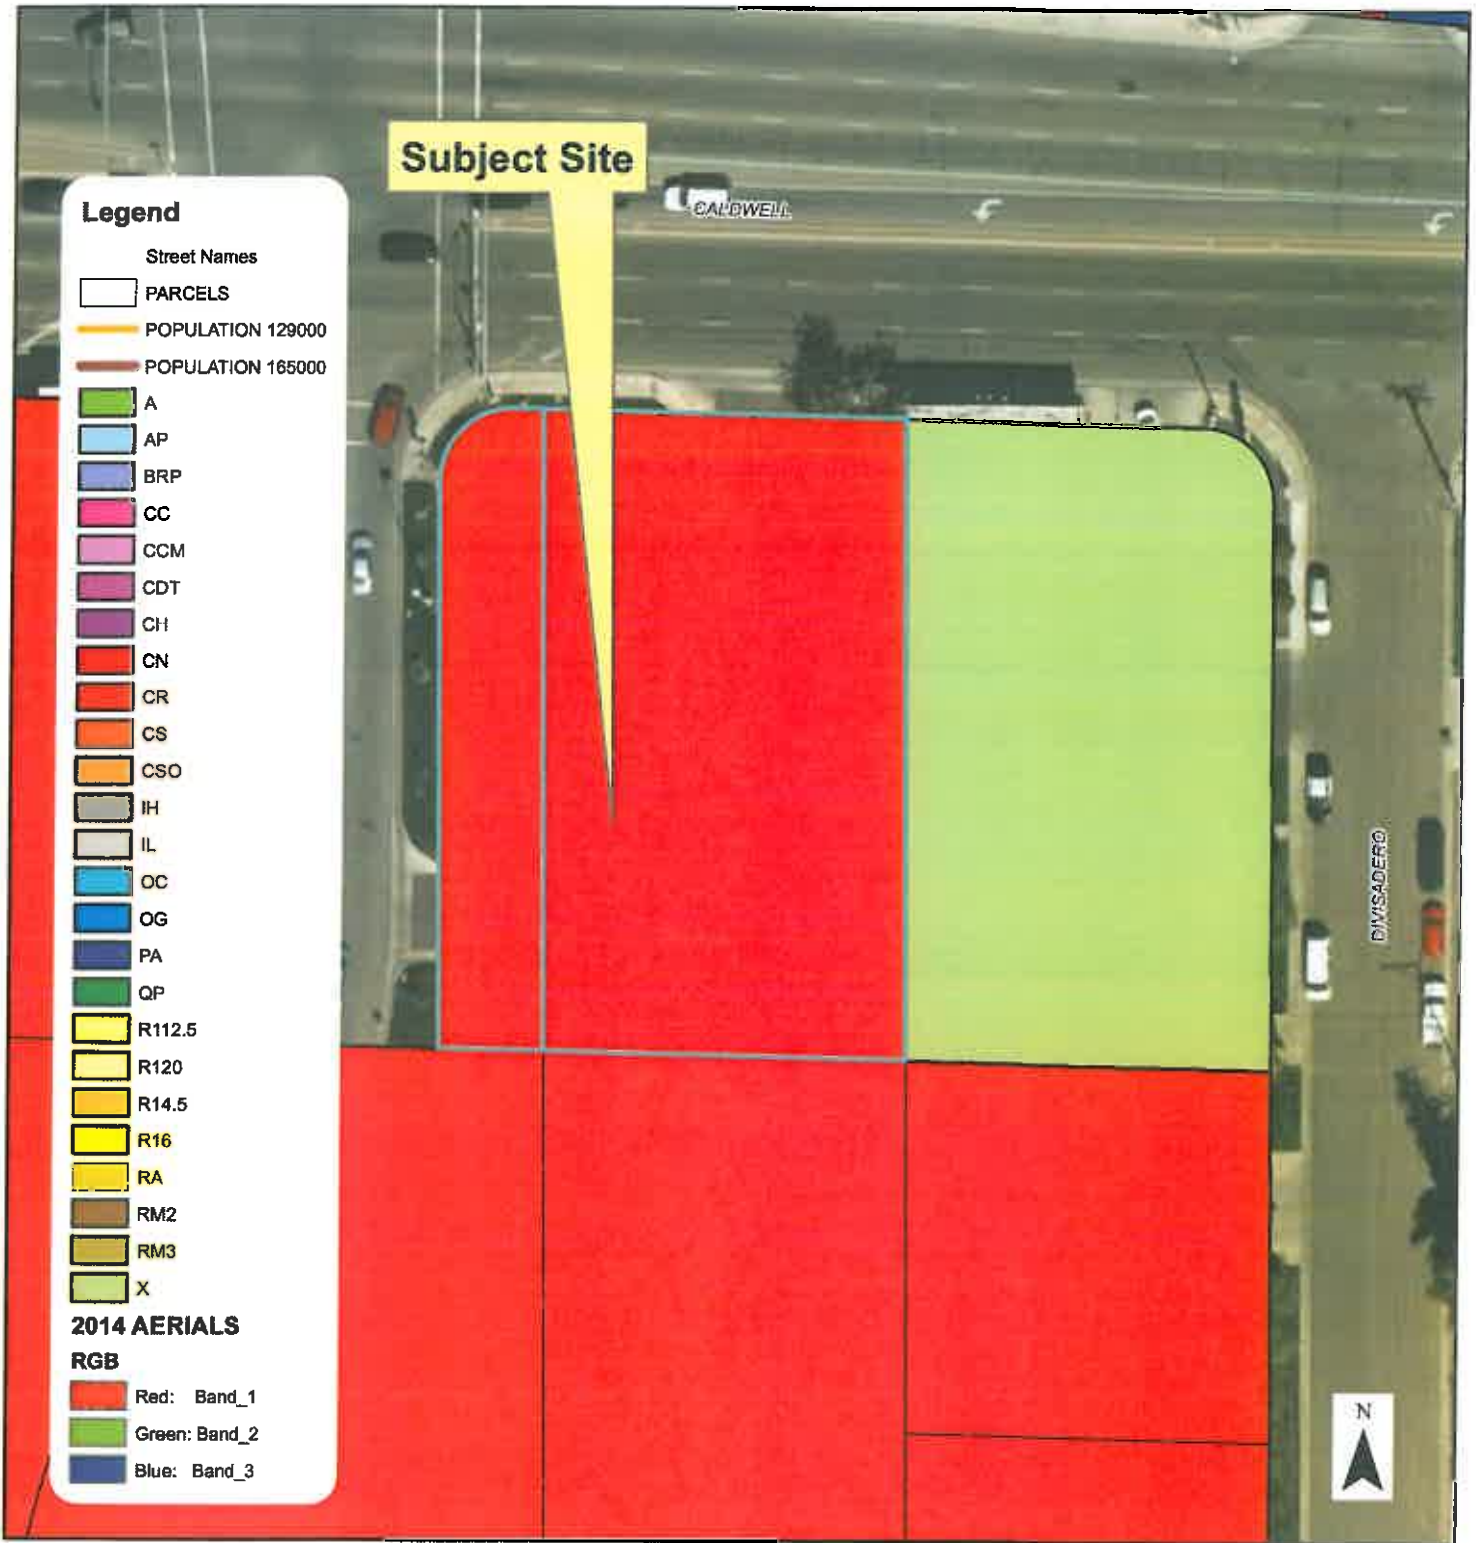 Subject Site
CALDWELL
Legend
Street Names
PARCELS
POPULATION 129000
POPULATION 165000
A
AP
BRP
CC
CCM
CDT
CH
CN
CR
CS
CSO
IH
IL
OC
OG
PA
QP
R112.5
R120
R14.5
R16
RA
RM2
RM3
X
2014 AERIALS
RGB
Red: Band_1
Green: Band_2
Blue: Band_3
DIVISADERO
N